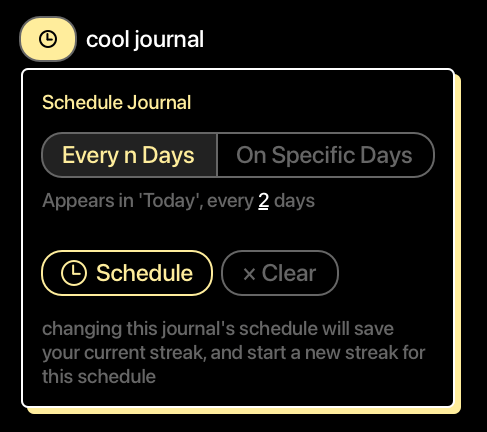 cool journal
Schedule Journal
Every n Days
On Specific Days
Appears in 'Today', every 2 days
Schedule
× Clear
changing this journal's schedule will save
your current streak, and start a new streak for
this schedule